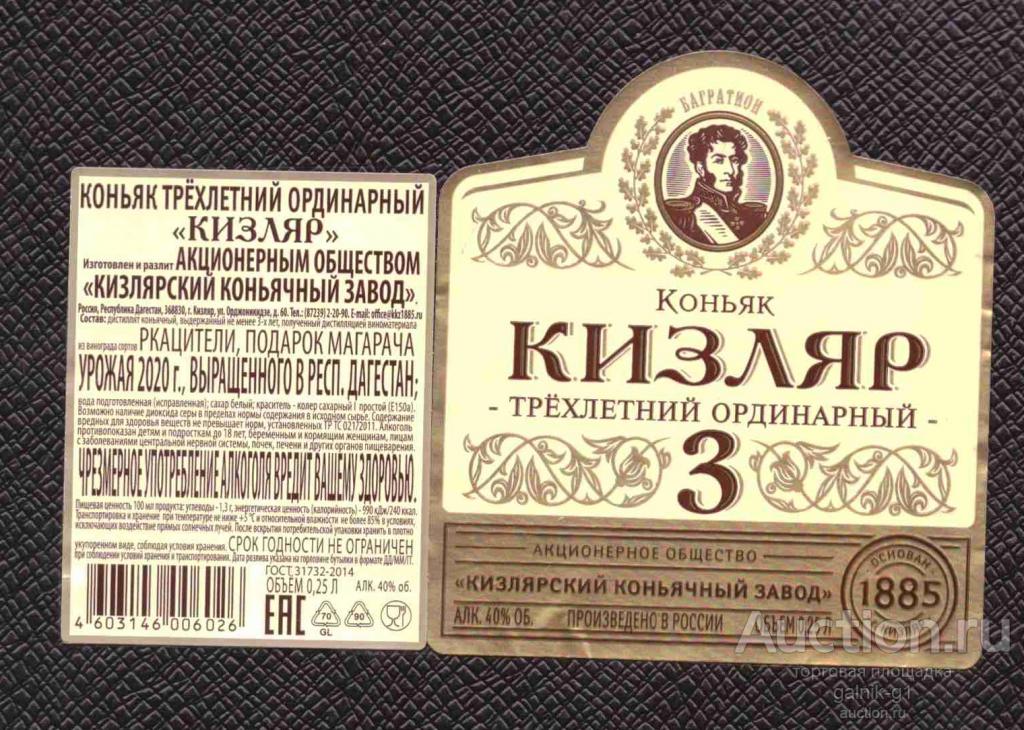 КОНЬЯК ТРЁХЛЕТНИЙ ОРДИНАРНЫЙ
«КИЗЛЯР»
Изготовлен и разлит АКЦИОНЕРНЫМ ОБЩЕСТВОМ
«КИЗЛЯРСКИЙ КОНЬЯЧНЫЙ ЗАВОД».
Россия, Республика Дагестан, 368830, г. Кизляр, ул. Орджоникидзе, д. 60. Тел.: (87239) 2-20-90. E-mail: office@kkz1885.ru
Состав: дистиллят коньячный, выдержанный не менее 3-х лет, полученный дистилляцией виноматериала
из винограда сортов РКАЦИТЕЛИ, ПОДАРОК МАГАРАЧА
УРОЖАЯ 2020 г., ВЫРАЩЕННОГО В РЕСП. ДАГЕСТАН;
вода подготовленная (исправленная); сахар белый; краситель - колер сахарный I простой (Е150а).
Возможно наличие диоксида серы в пределах нормы содержания в исходном сырье. Содержание
вредных для здоровья веществ не превышает норм, установленных ТР ТС 021/2011. Алкоголь
противопоказан детям и подросткам до 18 лет, беременным и кормящим женщинам, лицам
с заболеваниями центральной нервной системы, почек, печени и других органов пищеварения.
ЧРЕЗМЕРНОЕ УПОТРЕБЛЕНИЕ АЛКОГОЛЯ ВРЕДИТ ВАШЕМУ ЗДОРОВЬЮ.
Пищевая ценность 100 мл продукта: углеводы - 1,3 г, энергетическая ценность (калорийность) - 990 кДж/240 ккал.
Транспортировка и хранение при температуре не ниже +5 °С и относительной влажности не более 85% в условиях,
исключающих воздействие прямых солнечных лучей. После вскрытия потребительской упаковки хранить в плотно
укупоренном виде, соблюдая условия хранения. СРОК ГОДНОСТИ НЕ ОГРАНИЧЕН
при соблюдении условий хранения и транспортирования. Дата розлива указана на горловине бутылки в формате ДД/ММ/ГГ.
ГОСТ 31732-2014
ОБЪЕМ 0,25 Л АЛК. 40% об.
4 603146 006026
ЕАС
70
GL
90
БАГРАТИОН
Коньяк
КИЗЛЯР
- ТРЁХЛЕТНИЙ ОРДИНАРНЫЙ -
3
АКЦИОНЕРНОЕ ОБЩЕСТВО
«КИЗЛЯРСКИЙ КОНЬЯЧНЫЙ ЗАВОД»
АЛК. 40% ОБ. ПРОИЗВЕДЕНО В РОССИИ ОБЪЕМ 0,25 Л
ОСНОВАН
1885
Auction.ru
торговая площадка
galnik-g1
auction.ru